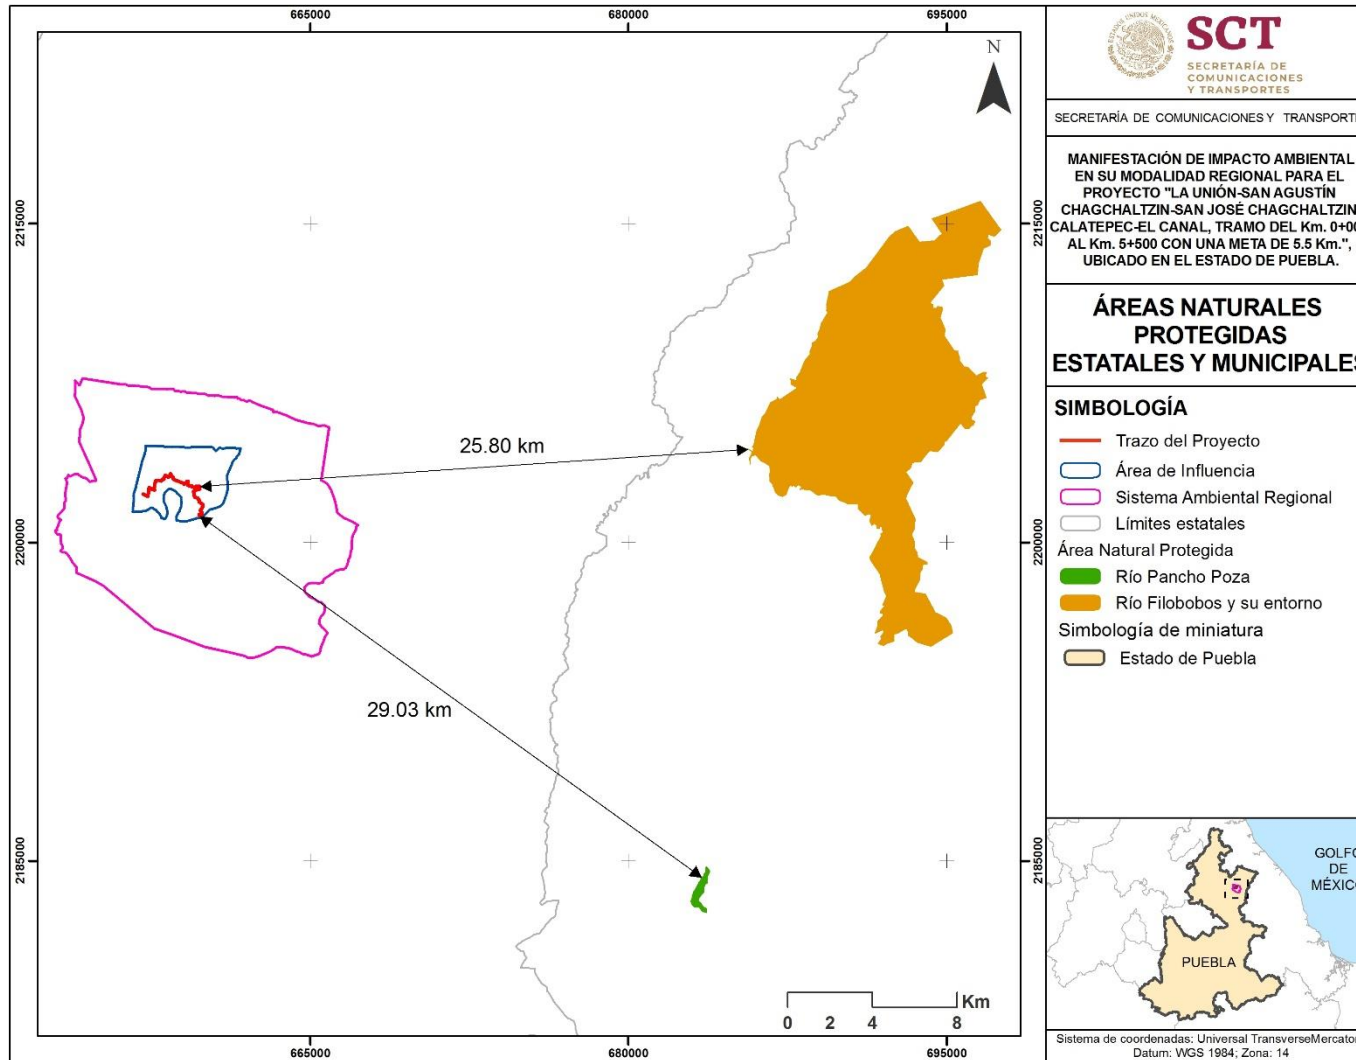 665000
680000
695000
N
2215000
2215000
25.80 km
2200000
2200000
29.03 km
2185000
2185000
Km
0 2 4 8
665000
680000
695000
ESTADOS UNIDOS MEXICANOS
SCT
SECRETARÍA DE
COMUNICACIONES
Y TRANSPORTES
SECRETARÍA DE COMUNICACIONES Y TRANSPORTE
MANIFESTACIÓN DE IMPACTO AMBIENTAL
EN SU MODALIDAD REGIONAL PARA EL
PROYECTO "LA UNIÓN-SAN AGUSTÍN
CHAGCHALTZIN-SAN JOSÉ CHAGCHALTZIN
CALATEPEC-EL CANAL, TRAMO DEL Km. 0+00
AL Km. 5+500 CON UNA META DE 5.5 Km.",
UBICADO EN EL ESTADO DE PUEBLA.
ÁREAS NATURALES
PROTEGIDAS
ESTATALES Y MUNICIPALES
SIMBOLOGÍA
Trazo del Proyecto
Área de Influencia
Sistema Ambiental Regional
Límites estatales
Área Natural Protegida
Río Pancho Poza
Río Filobobos y su entorno
Simbología de miniatura
Estado de Puebla
GOLFO
DE
MÉXICO
PUEBLA
Sistema de coordenadas: Universal TransverseMercator
Datum: WGS 1984; Zona: 14